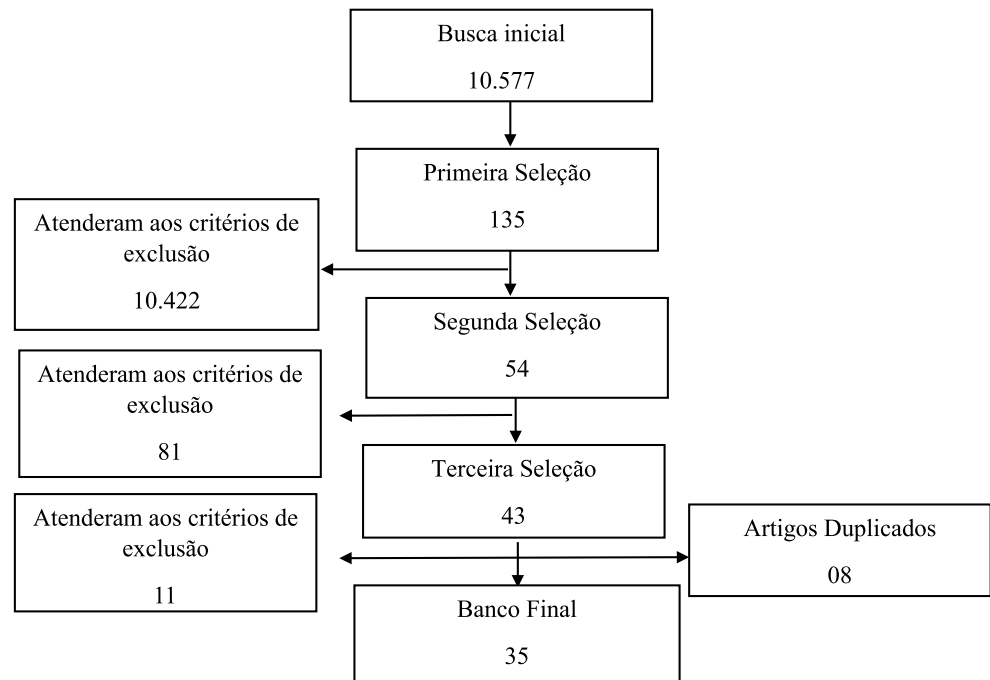 Busca inicial
10.577
Primeira Seleção
135
Atenderam aos critérios de
exclusão
10.422
Segunda Seleção
54
Atenderam aos critérios de
exclusão
81
Terceira Seleção
43
Atenderam aos critérios de
exclusão
11
Artigos Duplicados
08
Banco Final
35